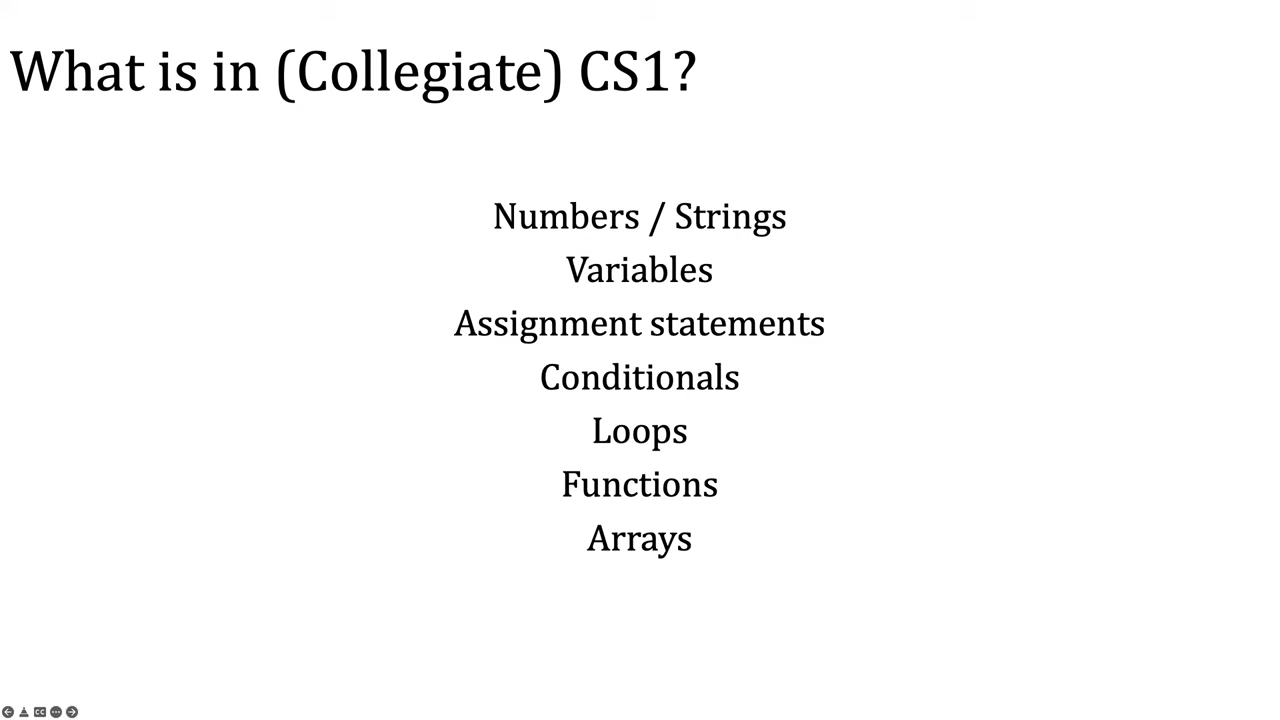 What is in (Collegiate) CS1?
Numbers / Strings
Variables
Assignment statements
Conditionals
Loops
Functions
Arrays